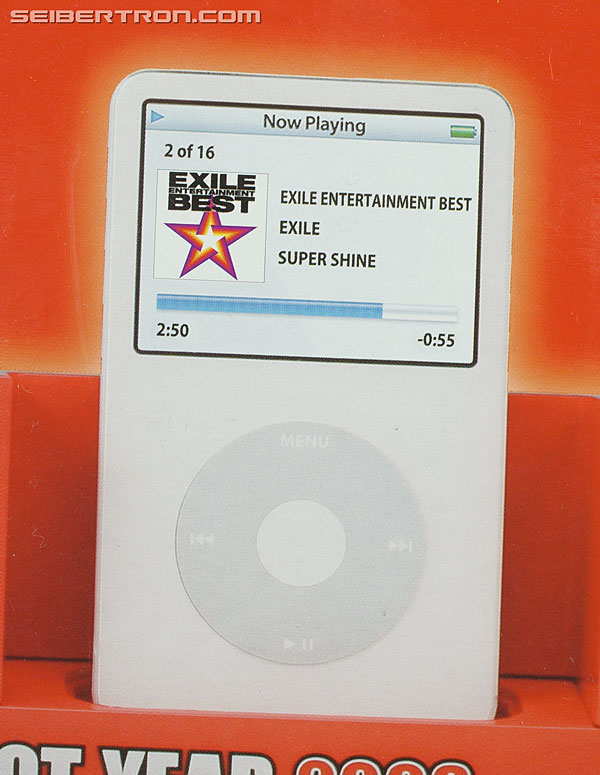 SEIBERTRON.COM
Now Playing
2 of 16
EXILE
ENTERTAINMENT
BEST
EXILE ENTERTAINMENT BEST
EXILE
SUPER SHINE
2:50
-0:55
MENU
YEAR